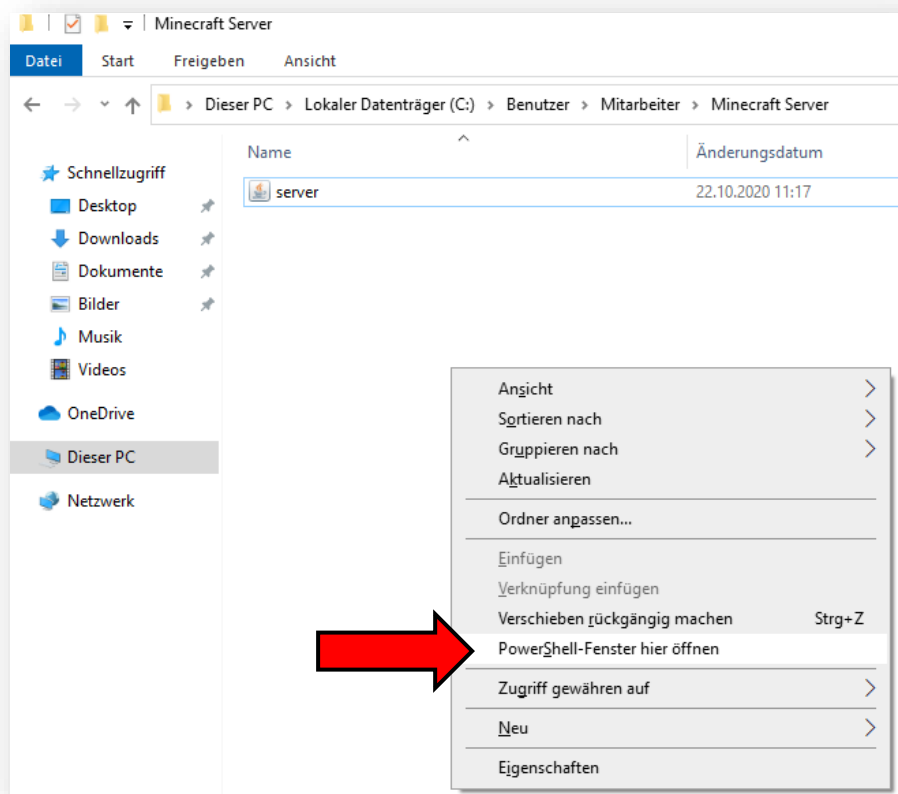 Minecraft Server
Datei Start Freigeben Ansicht
Dieser PC Lokaler Datenträger (C:) Benutzer Mitarbeiter Minecraft Server
Name Änderungsdatum
Schnellzugriff
server 22.10.2020 11:17
Desktop
Downloads
Dokumente
Bilder
Musik
Videos
OneDrive
Dieser PC
Netzwerk
Ansicht
Sortieren nach
Gruppieren nach
Aktualisieren
Ordner anpassen...
Einfügen
Verknüpfung einfügen
Verschieben rückgängig machen Strg+Z
PowerShell-Fenster hier öffnen
Zugriff gewähren auf
Neu
Eigenschaften